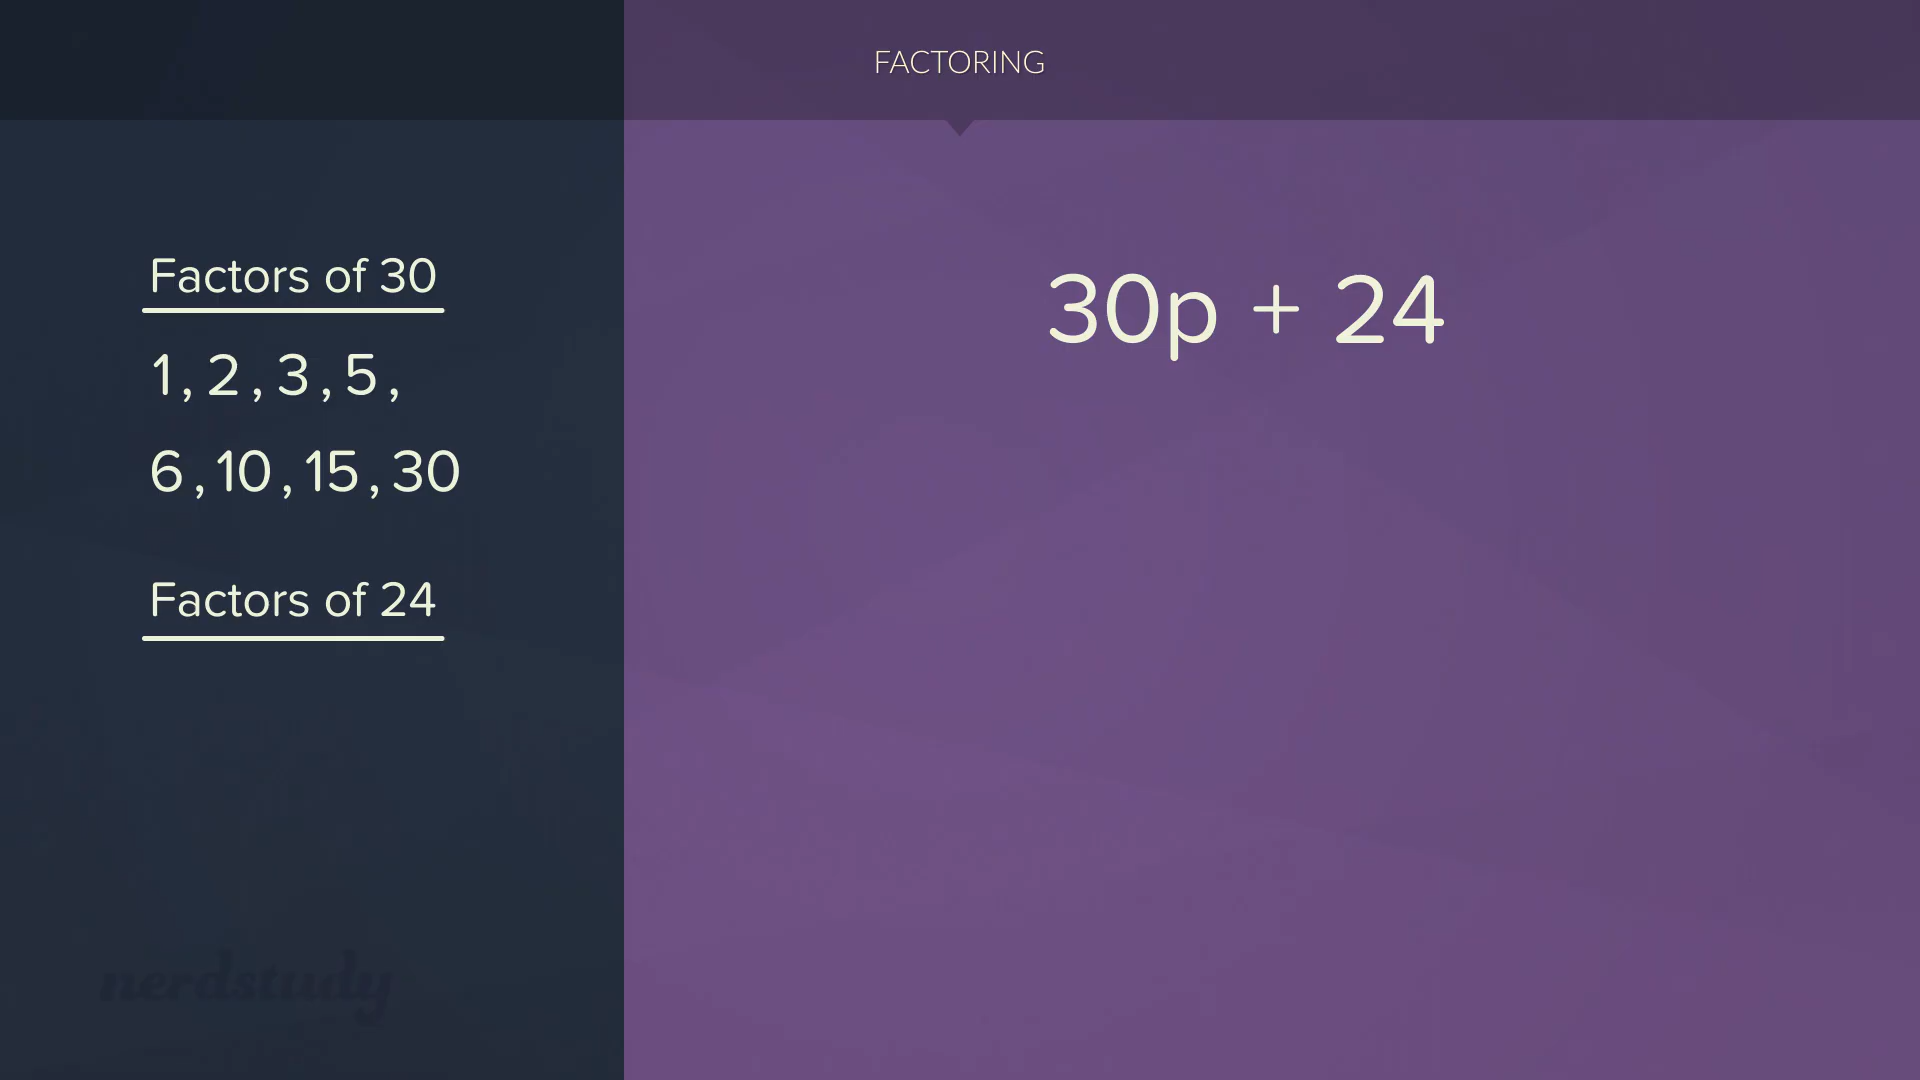 FACTORING
Factors of 30
1, 2, 3, 5,
6, 10, 15, 30
Factors of 24
30p + 24
nerdstudy